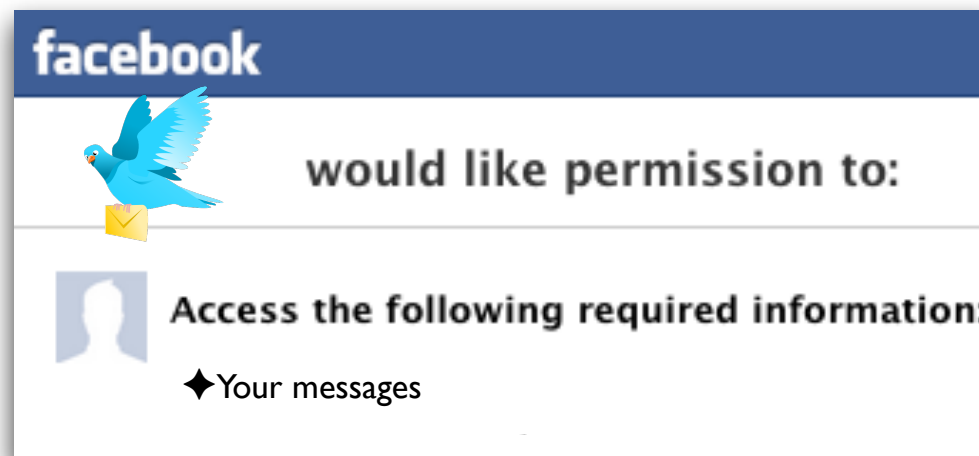 facebook
would like permission to:
Access the following required information:
✦Your messages